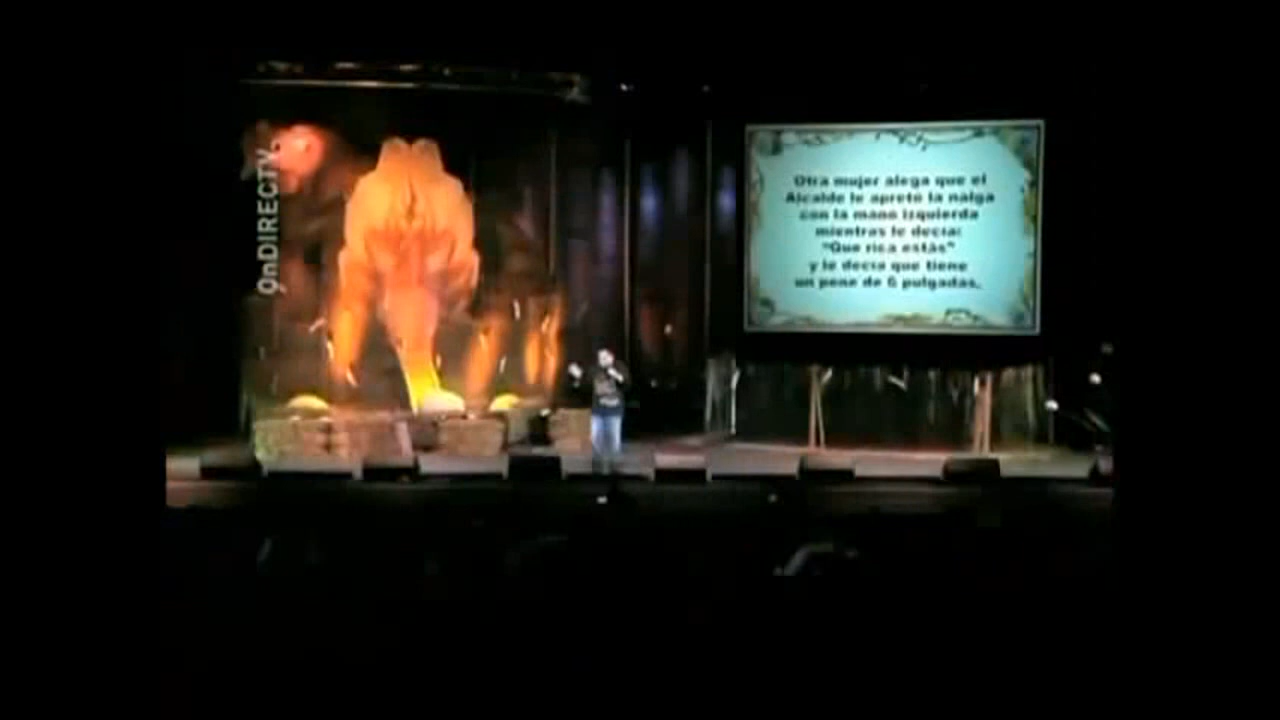 OnDIRECTV
Otra mujer alega que el
Alcalde le apreto la nalga
con la mano izquierda
mientras le decía:
"Que rica estás"
y le decía que tiene
un pene de 6 pulgadas.